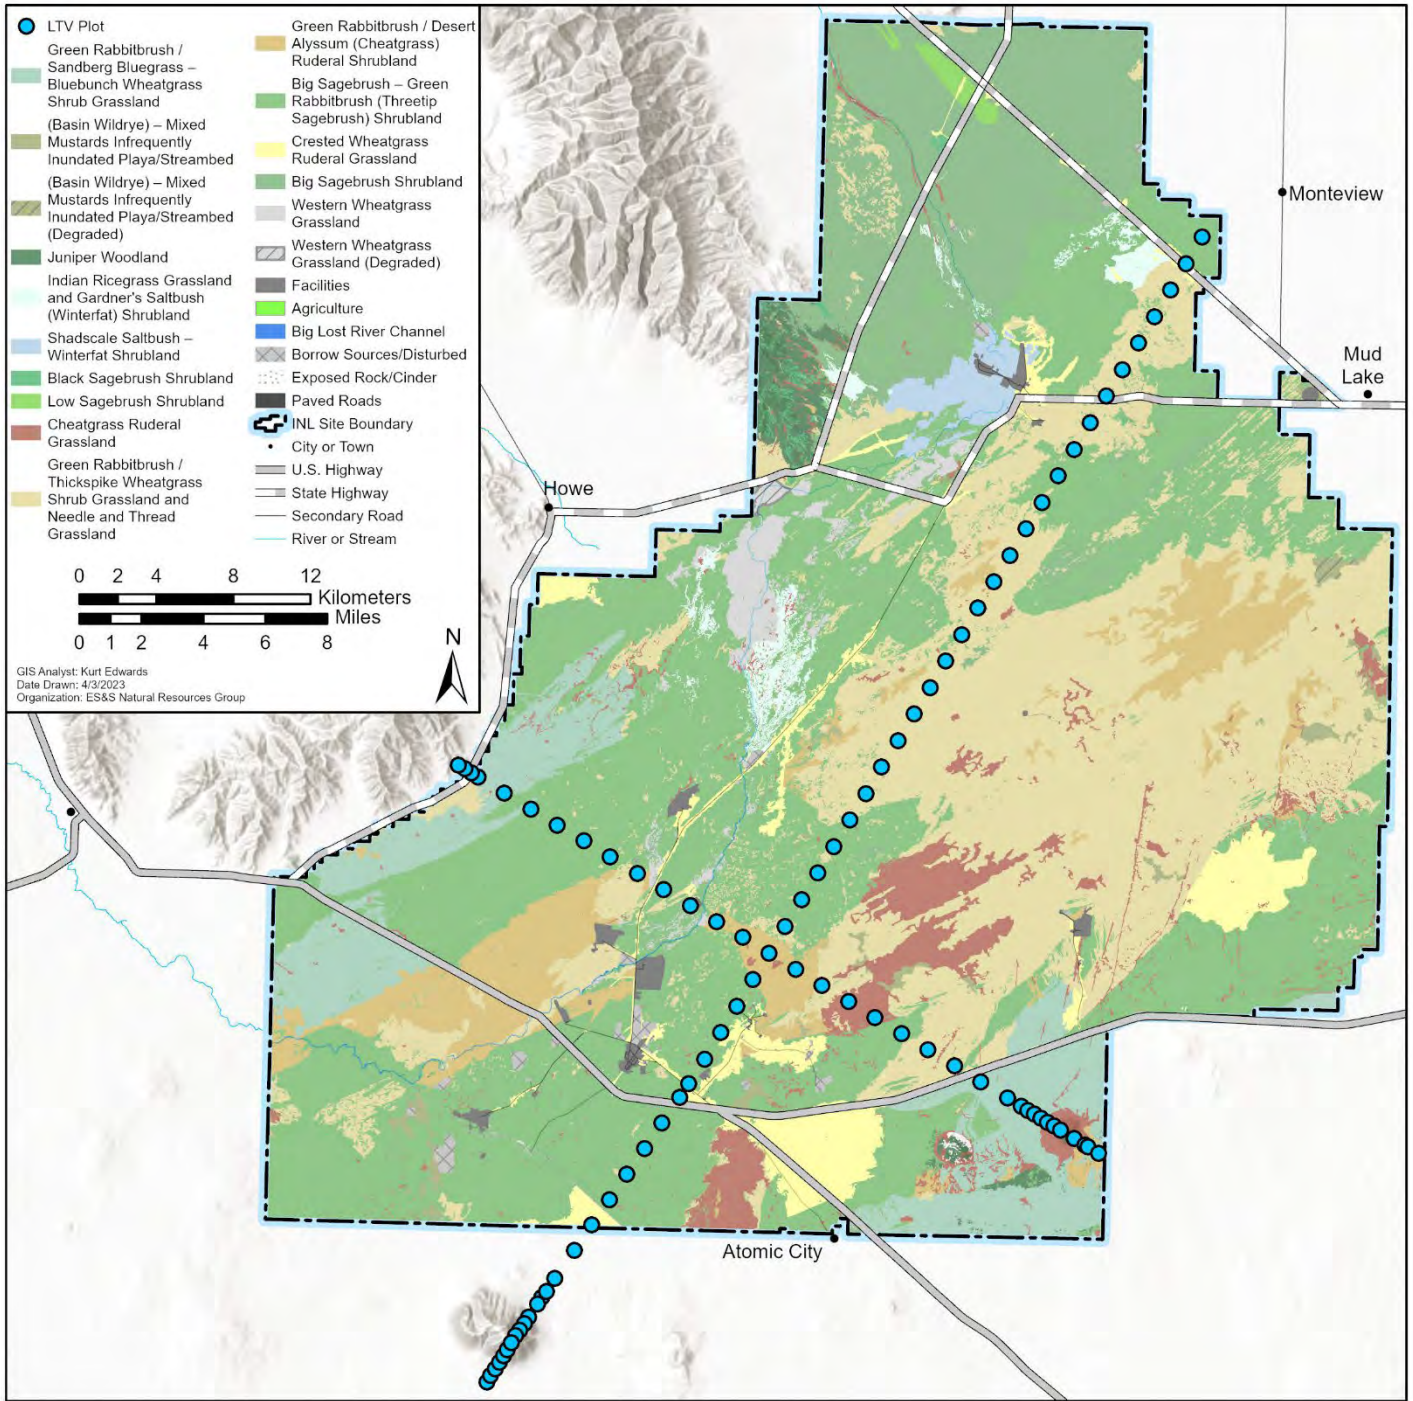 LTV Plot
Green Rabbitbrush /
Sandberg Bluegrass –
Bluebunch Wheatgrass
Shrub Grassland
(Basin Wildrye) – Mixed
Mustards Infrequently
Inundated Playa/Streambed
(Basin Wildrye) – Mixed
Mustards Infrequently
Inundated Playa/Streambed
(Degraded)
Juniper Woodland
Indian Ricegrass Grassland
and Gardner's Saltbush
(Winterfat) Shrubland
Shadscale Saltbush –
Winterfat Shrubland
Black Sagebrush Shrubland
Low Sagebrush Shrubland
Cheatgrass Ruderal
Grassland
Green Rabbitbrush /
Thickspike Wheatgrass
Shrub Grassland and
Needle and Thread
Grassland
Green Rabbitbrush / Desert
Alyssum (Cheatgrass)
Ruderal Shrubland
Big Sagebrush – Green
Rabbitbrush (Threetip
Sagebrush) Shrubland
Crested Wheatgrass
Ruderal Grassland
Big Sagebrush Shrubland
Western Wheatgrass
Grassland
Western Wheatgrass
Grassland (Degraded)
Facilities
Agriculture
Big Lost River Channel
Borrow Sources/Disturbed
Exposed Rock/Cinder
Paved Roads
INL Site Boundary
City or Town
U.S. Highway
State Highway
Secondary Road
River or Stream
0 2 4 8 12
Kilometers
Miles
0 1 2 4 6 8
N
GIS Analyst: Kurt Edwards
Date Drawn: 4/3/2023
Organization: ES&S Natural Resources Group
Monteview
Mud
Lake
Howe
Atomic City